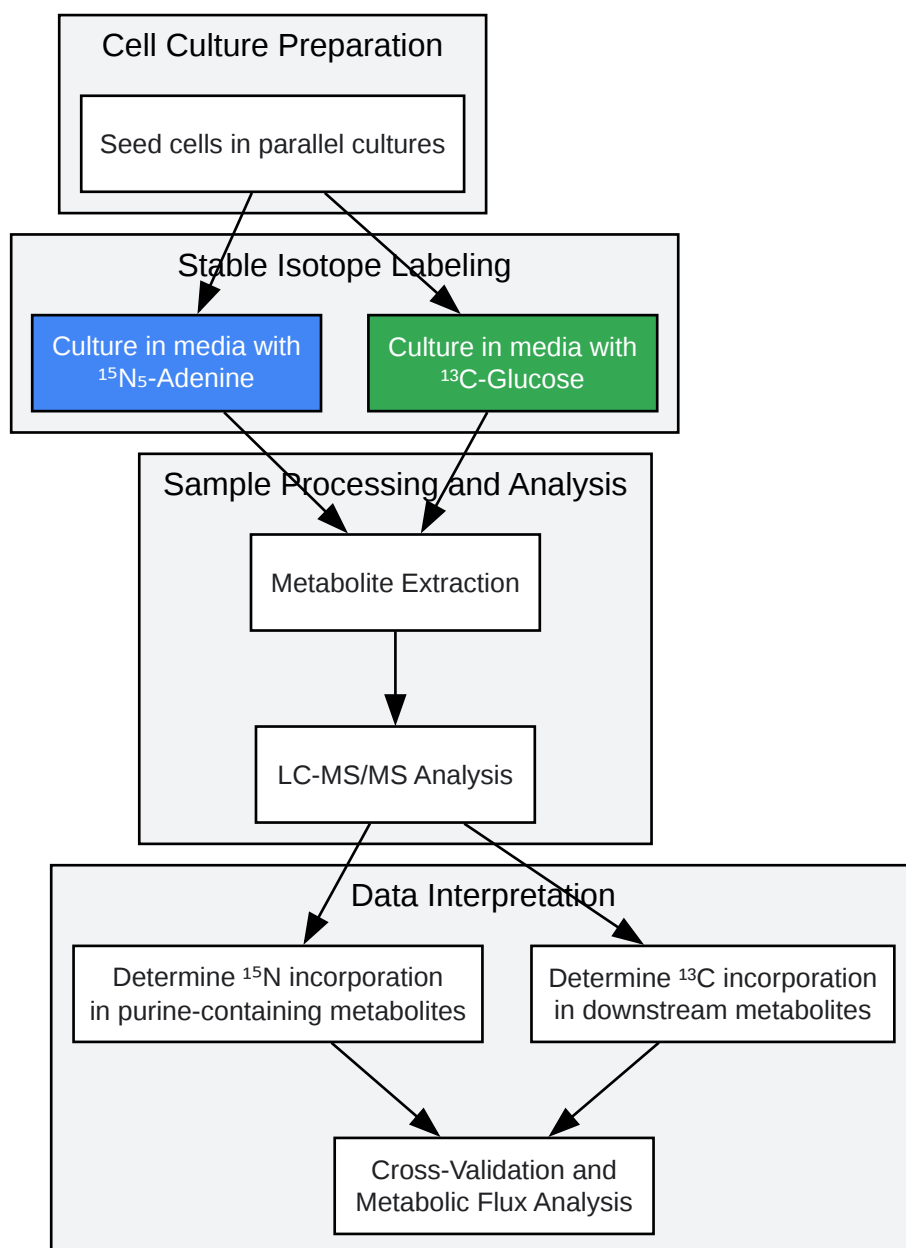 Cell Culture Preparation
Seed cells in parallel cultures
Stable Isotope Labeling
Culture in media with
¹⁵N₅-Adenine
Culture in media with
¹³C-Glucose
Sample Processing and Analysis
Metabolite Extraction
LC-MS/MS Analysis
Data Interpretation
Determine ¹⁵N incorporation
in purine-containing metabolites
Determine ¹³C incorporation
in downstream metabolites
Cross-Validation and
Metabolic Flux Analysis